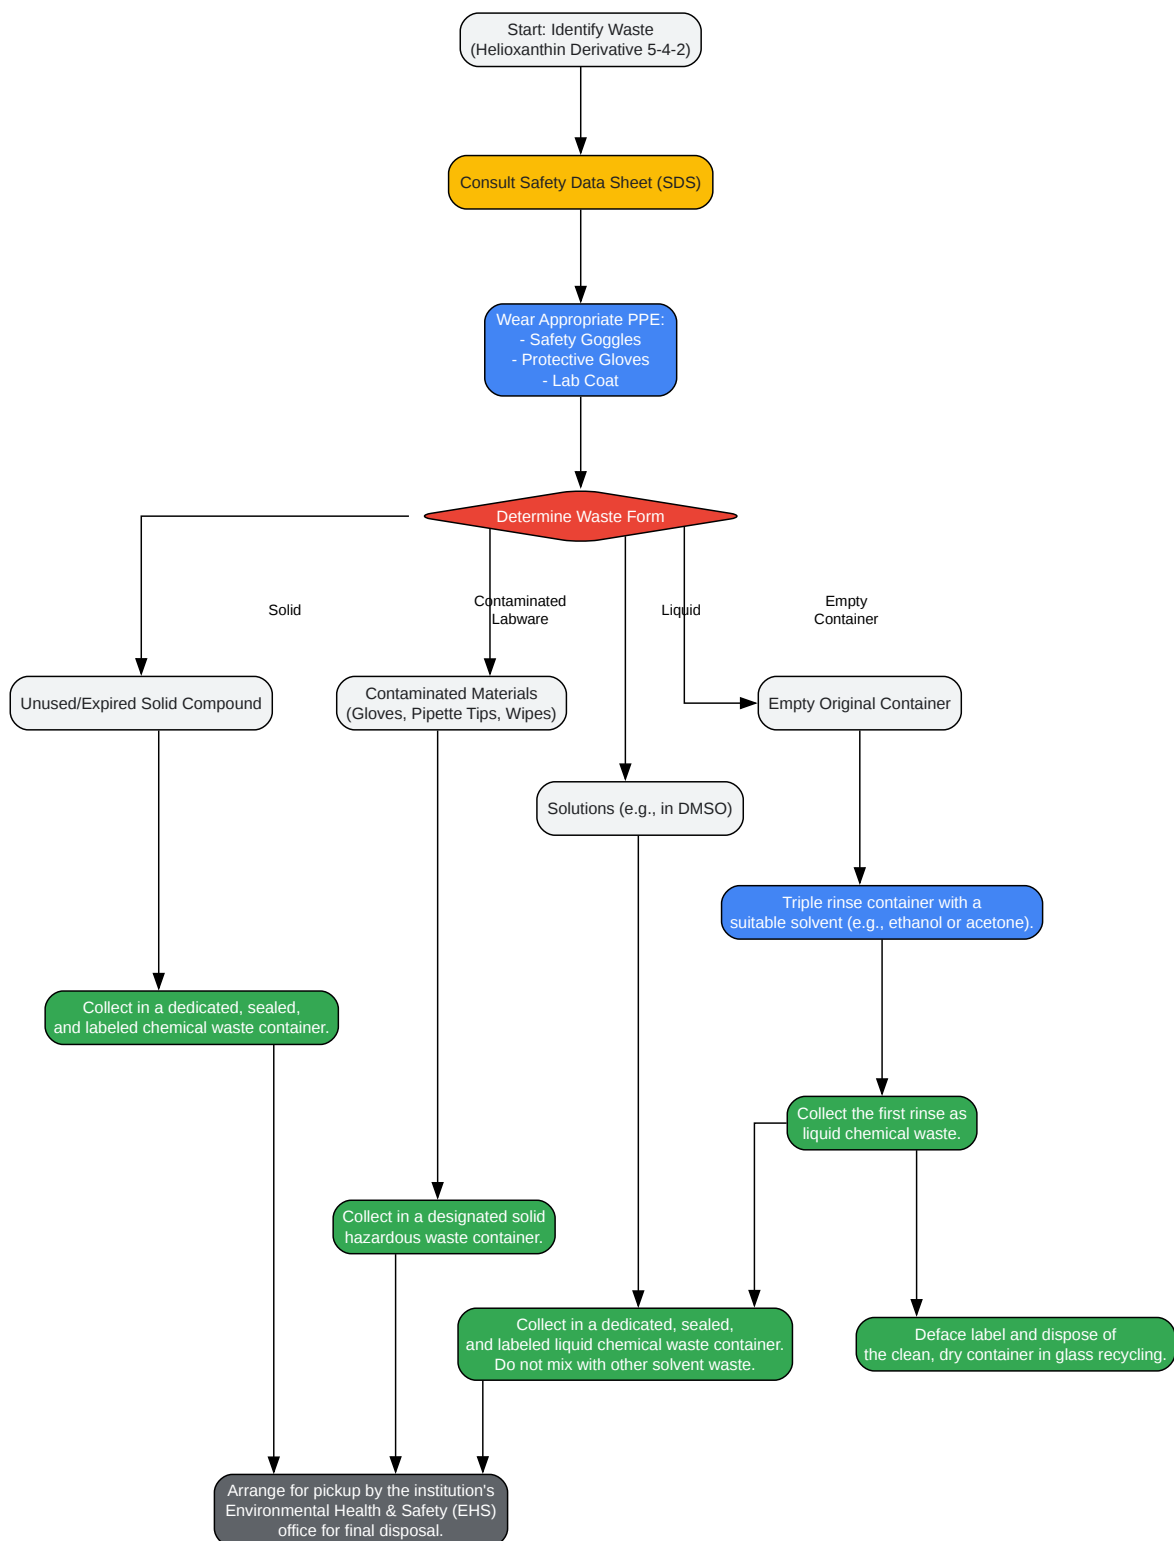 Start: Identify Waste
(Helioxanthin Derivative 5-4-2)
Consult Safety Data Sheet (SDS)
Wear Appropriate PPE:
- Safety Goggles
- Protective Gloves
- Lab Coat
Determine Waste Form
Solid
Contaminated
Labware
Liquid
Empty
Container
Unused/Expired Solid Compound
Contaminated Materials
(Gloves, Pipette Tips, Wipes)
Empty Original Container
Solutions (e.g., in DMSO)
Triple rinse container with a
suitable solvent (e.g., ethanol or acetone).
Collect in a dedicated, sealed,
and labeled chemical waste container.
Collect the first rinse as
liquid chemical waste.
Collect in a designated solid
hazardous waste container.
Collect in a dedicated, sealed,
and labeled liquid chemical waste container.
Do not mix with other solvent waste.
Deface label and dispose of
the clean, dry container in glass recycling.
Arrange for pickup by the institution's
Environmental Health & Safety (EHS)
office for final disposal.